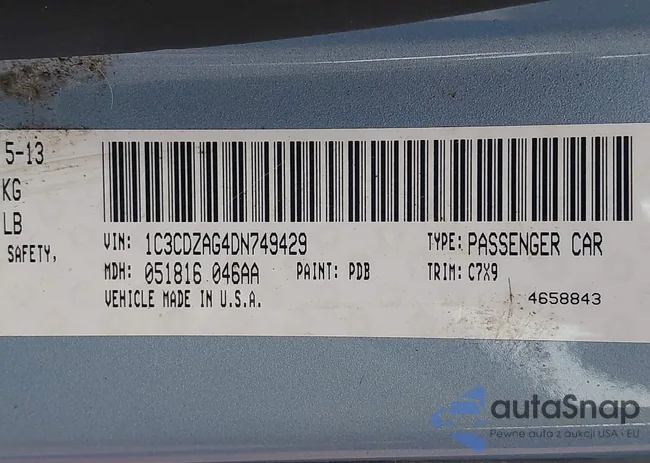 5-13
KG
LB
SAFETY,
VIN: 1C3CDZAG4DN749429 TYPE: PASSENGER CAR
MDH: 051816 046AA PAINT: PDB TRIM: C7X9
VEHICLE MADE IN U.S.A. 4658843
autaSnap
Pewne auta z aukcji USA i EU